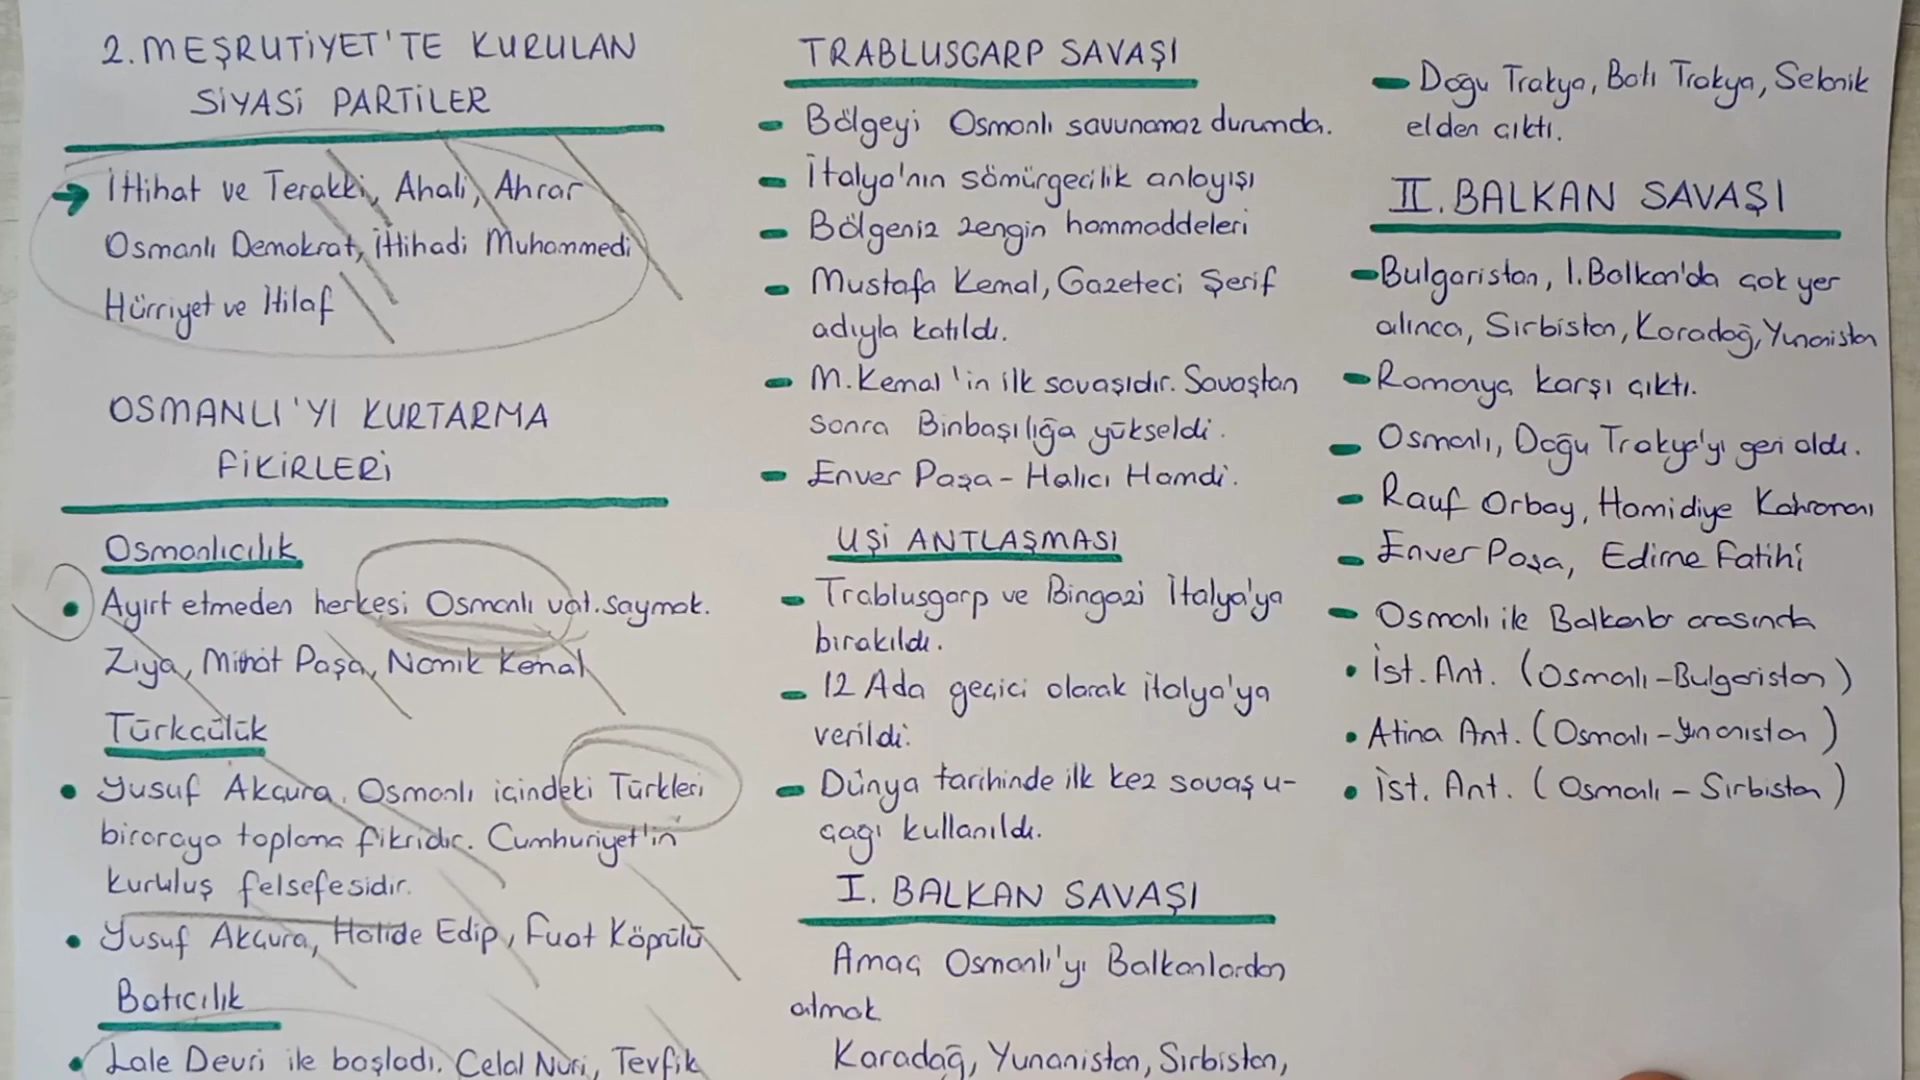 2. MEŞRUTİYET'TE KURULAN
SİYASİ PARTİLER
İttihat ve Terakki, Ahali, Ahrar
Osmanlı Demokrat, İttihadi Muhammedi
Hürriyet ve İtilaf
OSMANLI'YI KURTARMA
FİKİRLERİ
Osmanlıcılık
Ayırt etmeden herkesi Osmanlı vat. saymak.
Ziya, Mithat Paşa, Namık Kemal
Türkçülük
Yusuf Akçura, Osmanlı içindeki Türkleri
biraraya toplama fikridir. Cumhuriyet'in
kuruluş felsefesidir.
Yusuf Akçura, Halide Edip, Fuat Köprülü
Batıcılık
Lale Devri ile başladı. Celal Nuri, Tevfik
TRABLUSGARP SAVAŞI
Bölgeyi Osmanlı savunamaz durumda.
İtalya'nın sömürgecilik anlayışı
Bölgeniz zengin hammaddeleri
Mustafa Kemal, Gazeteci Şerif
adıyla katıldı.
M.Kemal'in ilk savaşıdır. Savaştan
sonra Binbaşılığa yükseldi.
Enver Paşa - Halıcı Hamdi.
UŞİ ANTLAŞMASI
Trablusgarp ve Bingazi İtalya'ya
bırakıldı.
12 Ada geçici olarak italya'ya
verildi.
Dünya tarihinde ilk kez savaş u-
çağı kullanıldı.
I. BALKAN SAVAŞI
Amaç Osmanlı'yı Balkanlardan
atmak
Karadağ, Yunanistan, Sırbistan,
Doğu Trakya, Batı Trakya, Selanik
elden çıktı.
II. BALKAN SAVAŞI
Bulgaristan, 1.Balkan'da çok yer
alınca, Sırbistan, Karadağ, Yunanistan
Romanya karşı çıktı.
Osmanlı, Doğu Trakya'yı geri aldı.
Rauf Orbay, Hamidiye Kahramanı
Enver Paşa, Edirne Fatihi
Osmanlı ile Balkanlar arasında
İst. Ant. (Osmanlı - Bulgaristan)
Atina Ant. (Osmanlı - Yunanistan)
İst. Ant. (Osmanlı - Sırbistan)